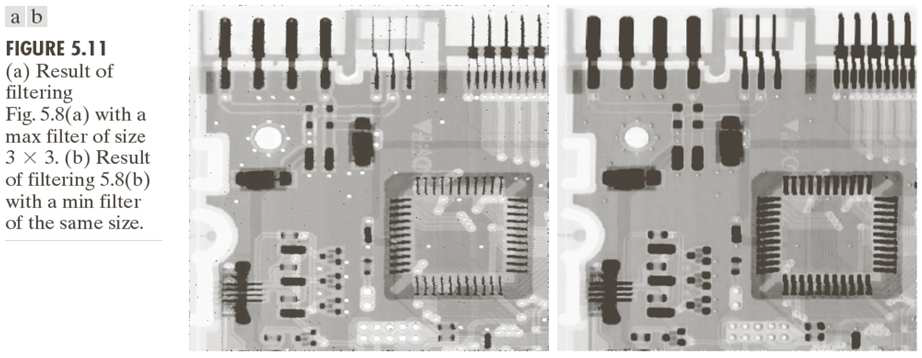 a b
FIGURE 5.11
(a) Result of
filtering
Fig. 5.8(a) with a
max filter of size
3 × 3. (b) Result
of filtering 5.8(b)
with a min filter
of the same size.